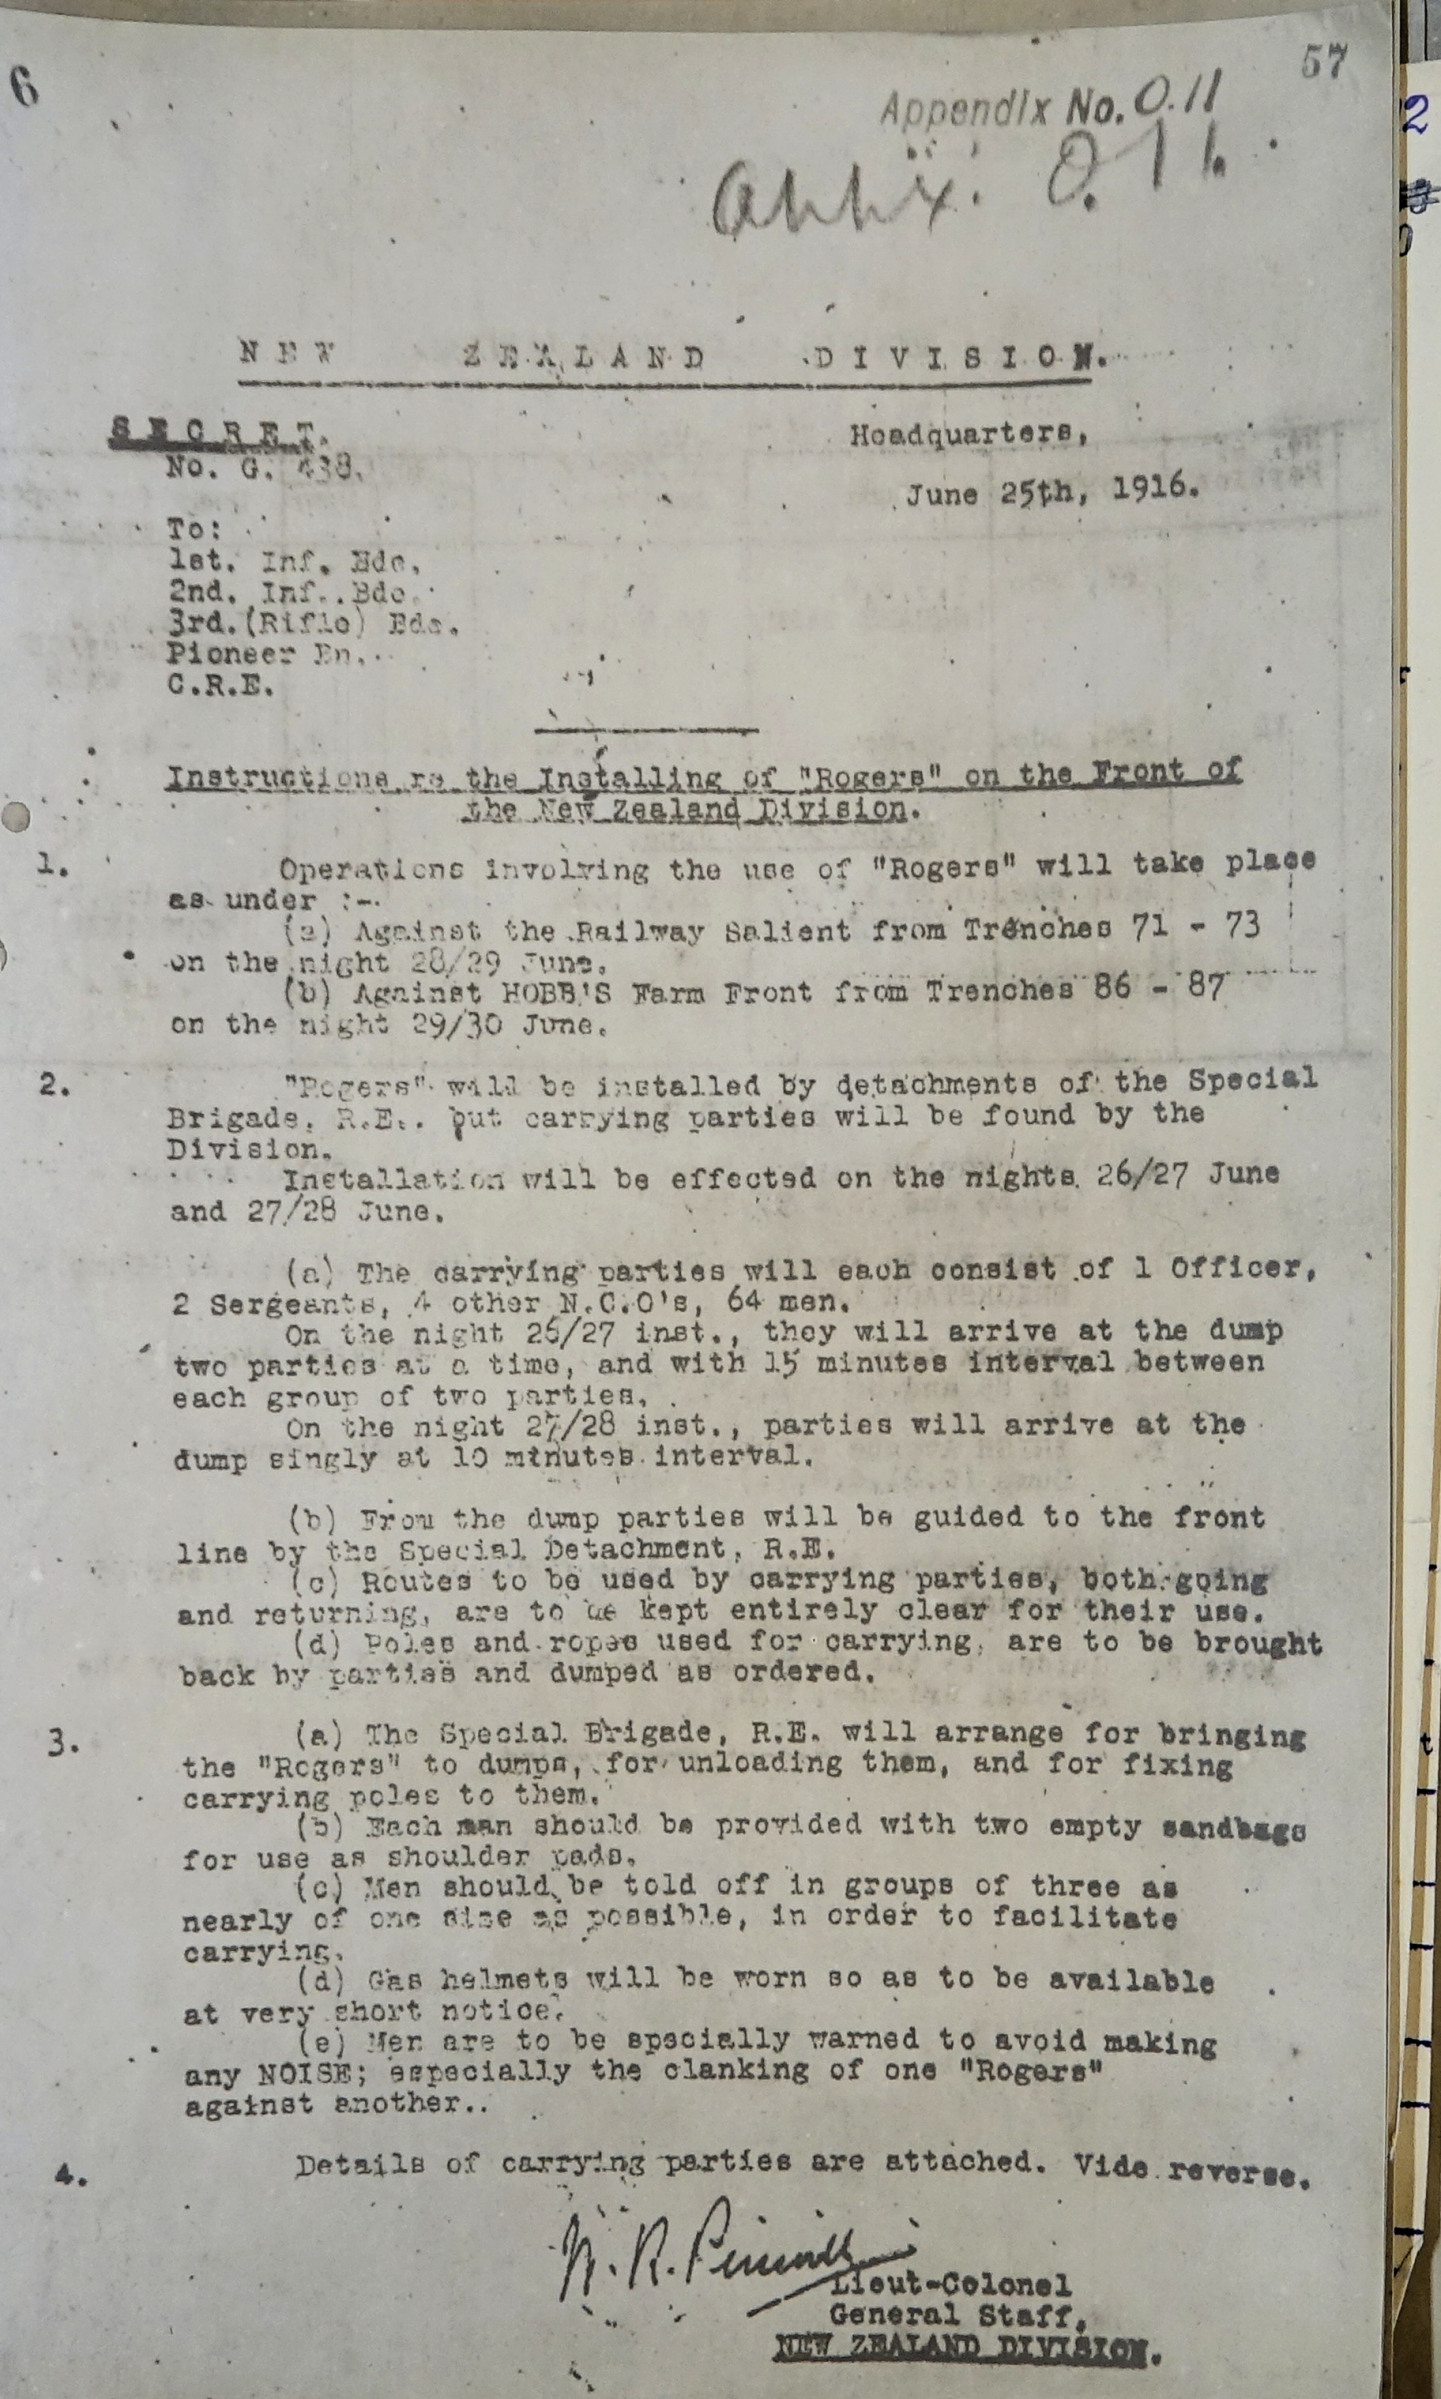 6
57
Appendix No. O.11
Appx. O.11.
NEW ZEALAND DIVISION.
SECRET.
Headquarters,
No. G. 438.
June 25th, 1916.
To:
1st. Inf. Bde.
2nd. Inf. Bde.
3rd. (Rifle) Bde.
Pioneer Bn.
C.R.E.
Instructions re the Installing of "Rogers" on the Front of
the New Zealand Division.
1. Operations involving the use of "Rogers" will take place
as under :-
(a) Against the Railway Salient from Trenches 71 - 73
on the night 28/29 June.
(b) Against HOBB'S Farm Front from Trenches 86 - 87
on the night 29/30 June.
2. "Rogers" will be installed by detachments of the Special
Brigade, R.E.. but carrying parties will be found by the
Division.
Installation will be effected on the nights 26/27 June
and 27/28 June.
(a) The carrying parties will each consist of 1 Officer,
2 Sergeants, 4 other N.C.O's, 64 men.
On the night 26/27 inst., they will arrive at the dump
two parties at a time, and with 15 minutes interval between
each group of two parties.
On the night 27/28 inst., parties will arrive at the
dump singly at 10 minutes interval.
(b) From the dump parties will be guided to the front
line by the Special Detachment, R.E.
(c) Routes to be used by carrying parties, both going
and returning, are to be kept entirely clear for their use.
(d) Poles and ropes used for carrying, are to be brought
back by parties and dumped as ordered.
3. (a) The Special Brigade, R.E. will arrange for bringing
the "Rogers" to dumps, for unloading them, and for fixing
carrying poles to them.
(b) Each man should be provided with two empty sandbags
for use as shoulder pads.
(c) Men should be told off in groups of three as
nearly of one size as possible, in order to facilitate
carrying.
(d) Gas helmets will be worn so as to be available
at very short notice.
(e) Men are to be specially warned to avoid making
any NOISE; especially the clanking of one "Rogers"
against another..
4. Details of carrying parties are attached. Vide reverse.
W. R. Pinwill
Lieut-Colonel
General Staff,
NEW ZEALAND DIVISION.